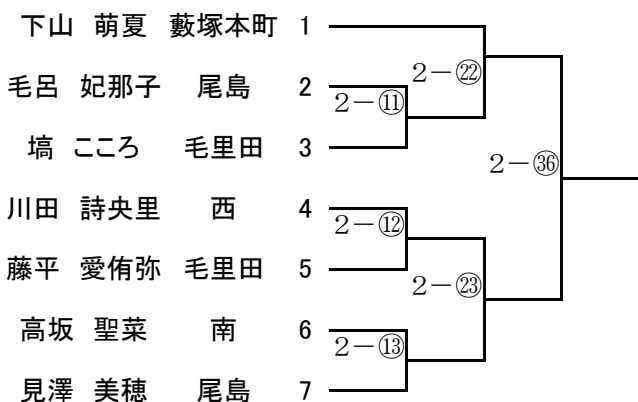 下山 萌夏 藪塚本町 1
2－㉒
毛呂 妃那子 尾島 2
2－⑪
塙 こころ 毛里田 3
2－㊱
川田 詩央里 西 4
2－⑫
藤平 愛侑弥 毛里田 5
2－㉓
高坂 聖菜 南 6
2－⑬
見澤 美穂 尾島 7